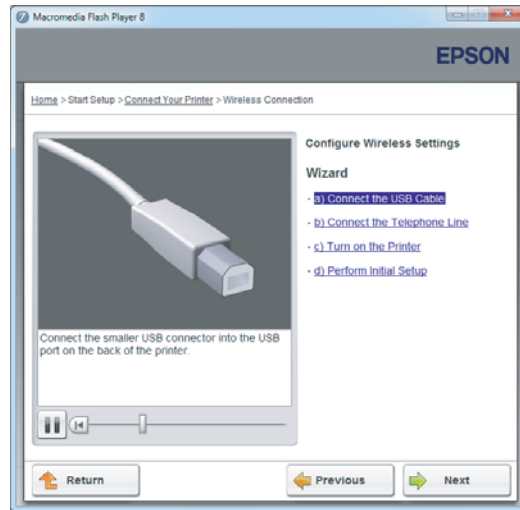 Macromedia Flash Player 8
EPSON
Home > Start Setup > Connect Your Printer > Wireless Connection
Configure Wireless Settings
Wizard
- a) Connect the USB Cable
- b) Connect the Telephone Line
- c) Turn on the Printer
- d) Perform Initial Setup
Connect the smaller USB connector into the USB
port on the back of the printer.
Return
Previous
Next